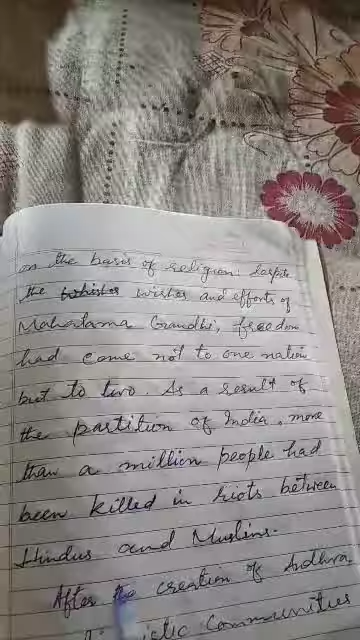 on the basis of religion. Despite
the wishes and efforts of
Mahatama Gandhi, freedom
had come not to one nation
but to two. As a result of
the partition of India, more
than a million people had
been killed in riots between
Hindus and Muslims.
After the creation of Andhra,
Communities